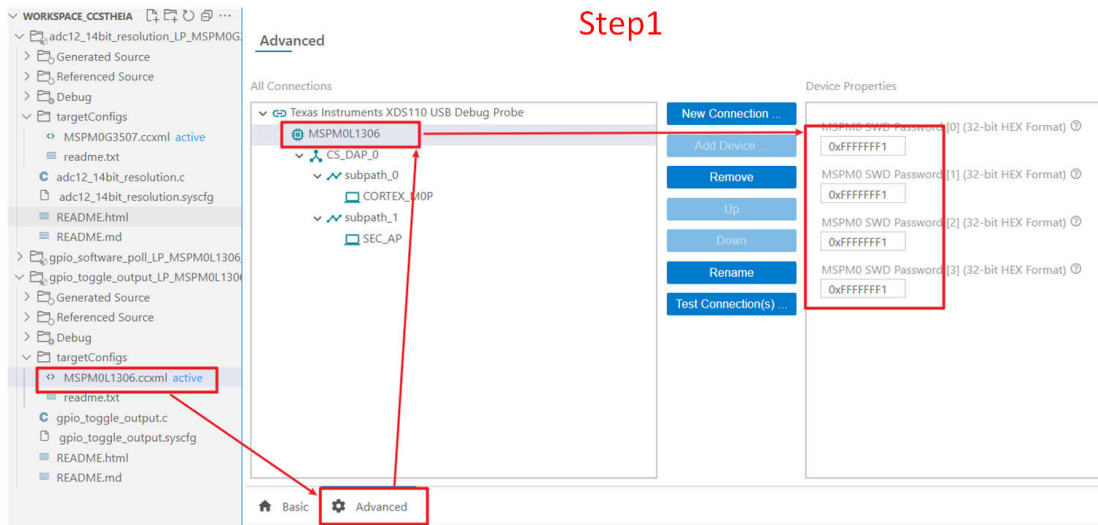 Step1
WORKSPACE_CCSTHEIA
adc12_14bit_resolution_LP_MSPM0G
Generated Source
Referenced Source
Debug
targetConfigs
MSPM0G3507.ccxml active
readme.txt
adc12_14bit_resolution.c
adc12_14bit_resolution.syscfg
README.html
README.md
gpio_software_poll_LP_MSPM0L1306
gpio_toggle_output_LP_MSPM0L130
Generated Source
Referenced Source
Debug
targetConfigs
MSPM0L1306.ccxml active
readme.txt
gpio_toggle_output.c
gpio_toggle_output.syscfg
README.html
README.md
Advanced
All Connections
Texas Instruments XDS110 USB Debug Probe
MSPM0L1306
CS_DAP_0
subpath_0
CORTEX_M0P
subpath_1
SEC_AP
New Connection ...
Add Device ...
Remove
Up
Down
Rename
Test Connection(s) ...
Device Properties
MSPM0 SWD Password [0] (32-bit HEX Format)
0xFFFFFFF1
MSPM0 SWD Password [1] (32-bit HEX Format)
0xFFFFFFF1
MSPM0 SWD Password [2] (32-bit HEX Format)
0xFFFFFFF1
MSPM0 SWD Password [3] (32-bit HEX Format)
0xFFFFFFF1
Basic
Advanced